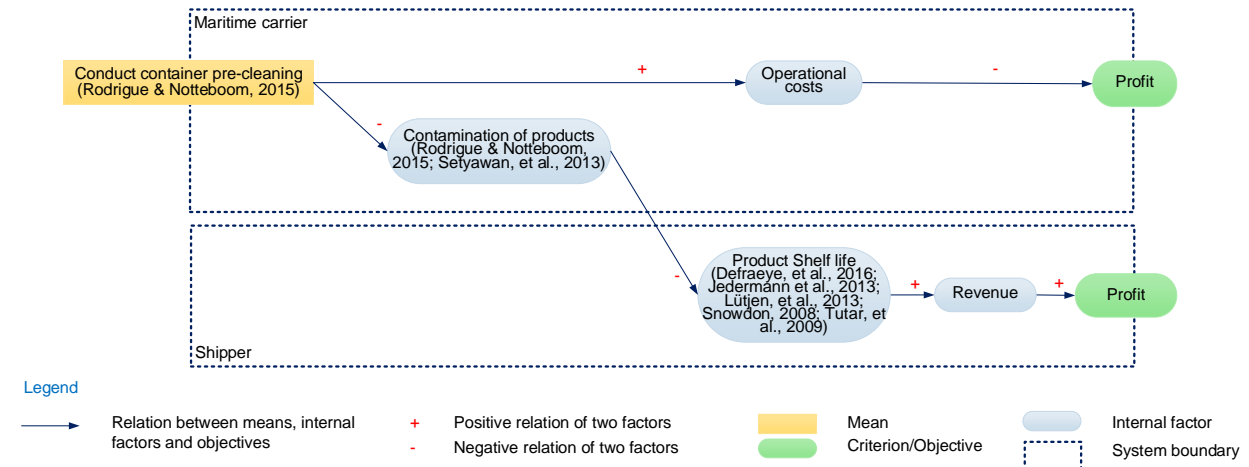 Maritime carrier
Conduct container pre-cleaning
(Rodrigue & Notteboom, 2015)
+
Operational
costs
-
Profit
-
Contamination of products
(Rodrigue & Notteboom,
2015; Setyawan, et al., 2013)
-
Product Shelf life
(Defraeye, et al., 2016;
Jedermann et al., 2013;
Lütjen, et al., 2013;
Snowdon, 2008; Tutar, et
al., 2009)
+
Revenue
+
Profit
Shipper
Legend
Relation between means, internal
factors and objectives
+ Positive relation of two factors
- Negative relation of two factors
Mean
Criterion/Objective
Internal factor
System boundary